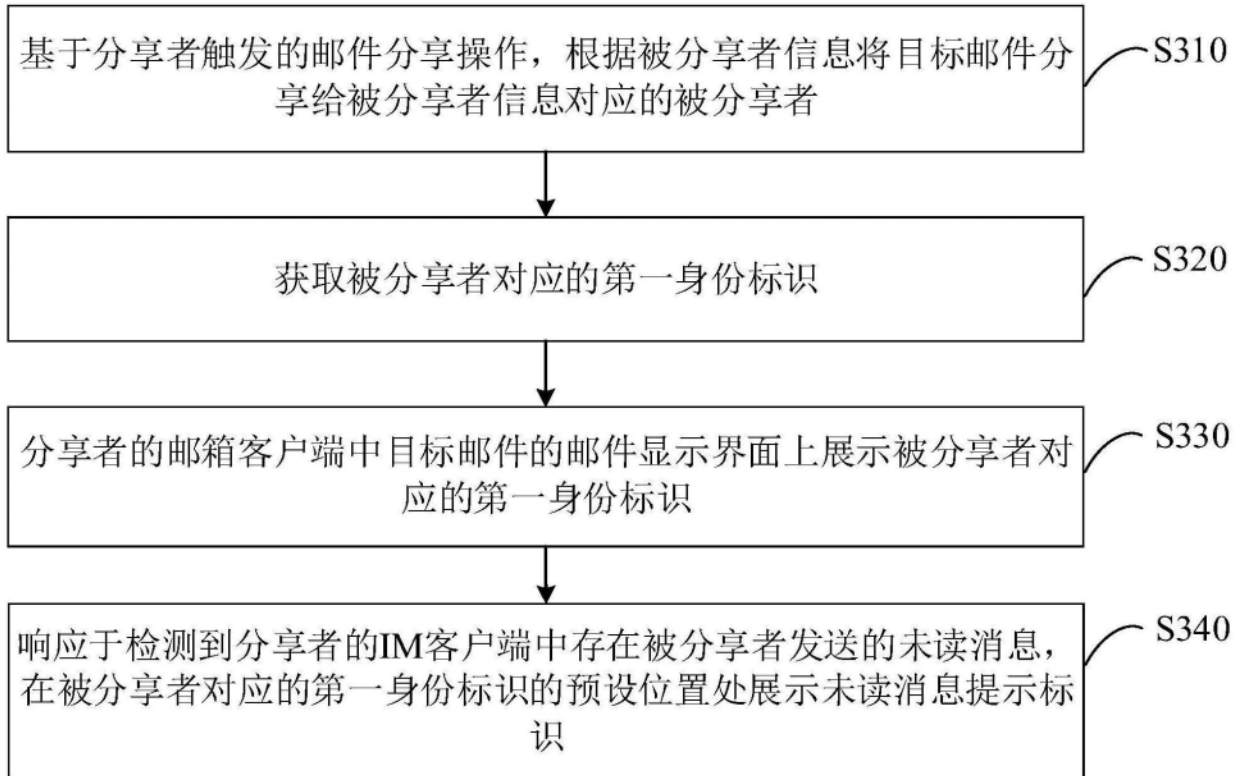 基于分享者触发的邮件分享操作，根据被分享者信息将目标邮件分
享给被分享者信息对应的被分享者
S310
获取被分享者对应的第一身份标识
S320
分享者的邮箱客户端中目标邮件的邮件显示界面上展示被分享者对
应的第一身份标识
S330
响应于检测到分享者的IM客户端中存在被分享者发送的未读消息，
在被分享者对应的第一身份标识的预设位置处展示未读消息提示标
识
S340